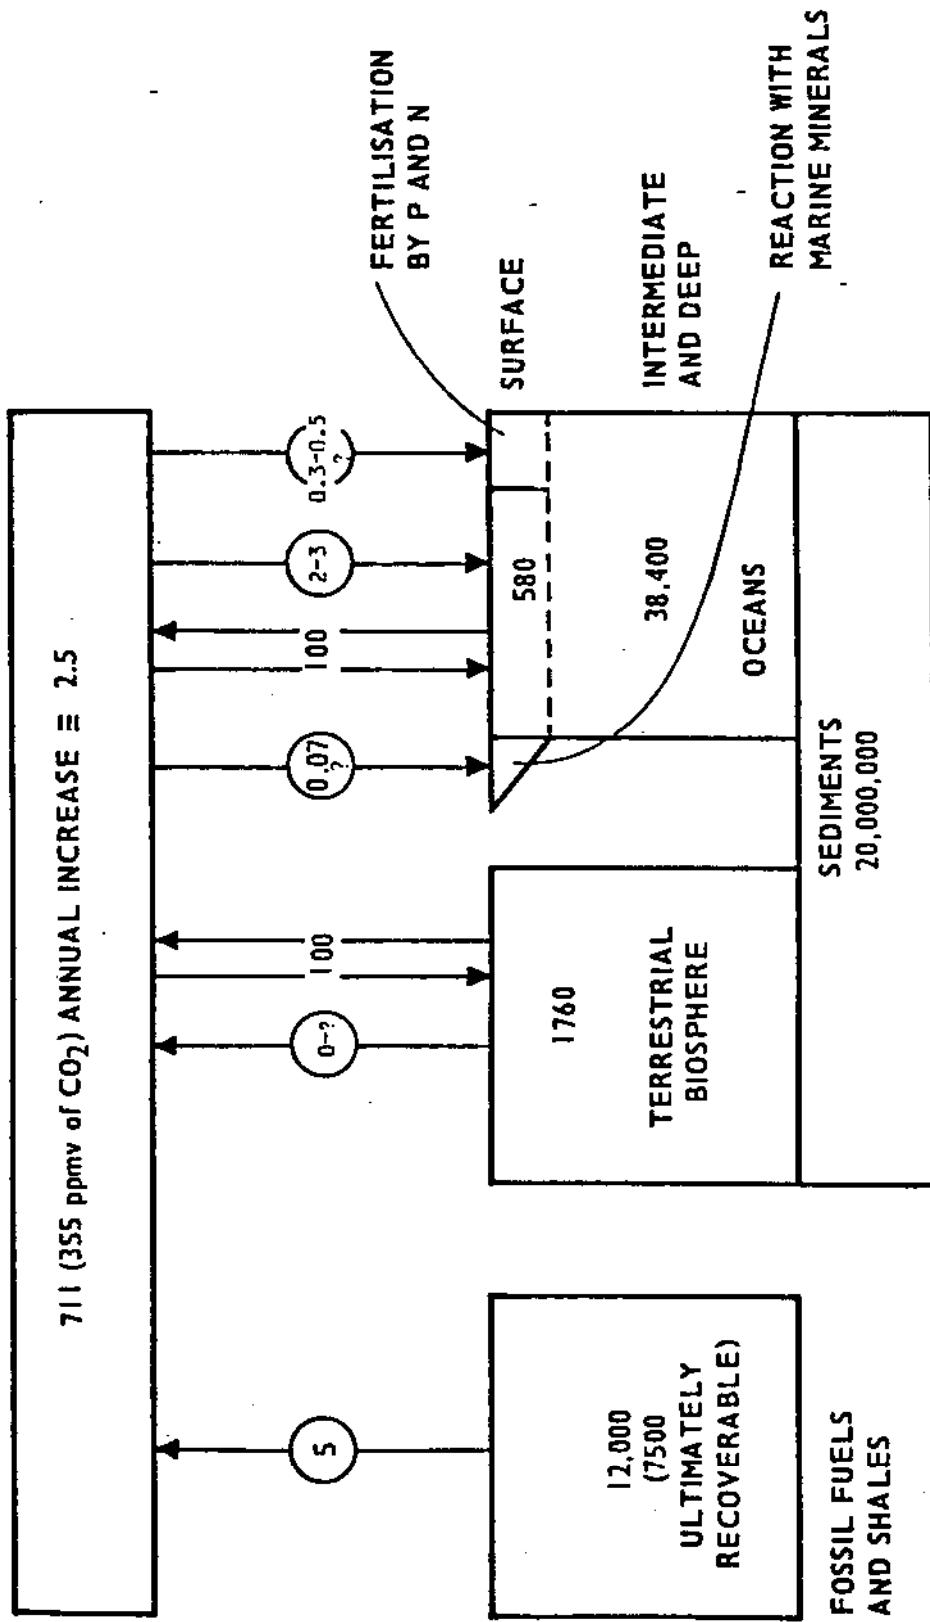 711 (355 ppmv of CO2) ANNUAL INCREASE ≡ 2.5
5
0-?
100
0.07
?
100
2-3
0.3-0.5
?
FERTILISATION
BY P AND N
12,000
(7500
ULTIMATELY
RECOVERABLE)
1760
TERRESTRIAL
BIOSPHERE
580
SURFACE
38,400
INTERMEDIATE
AND DEEP
OCEANS
REACTION WITH
MARINE MINERALS
SEDIMENTS
20,000,000
FOSSIL FUELS
AND SHALES